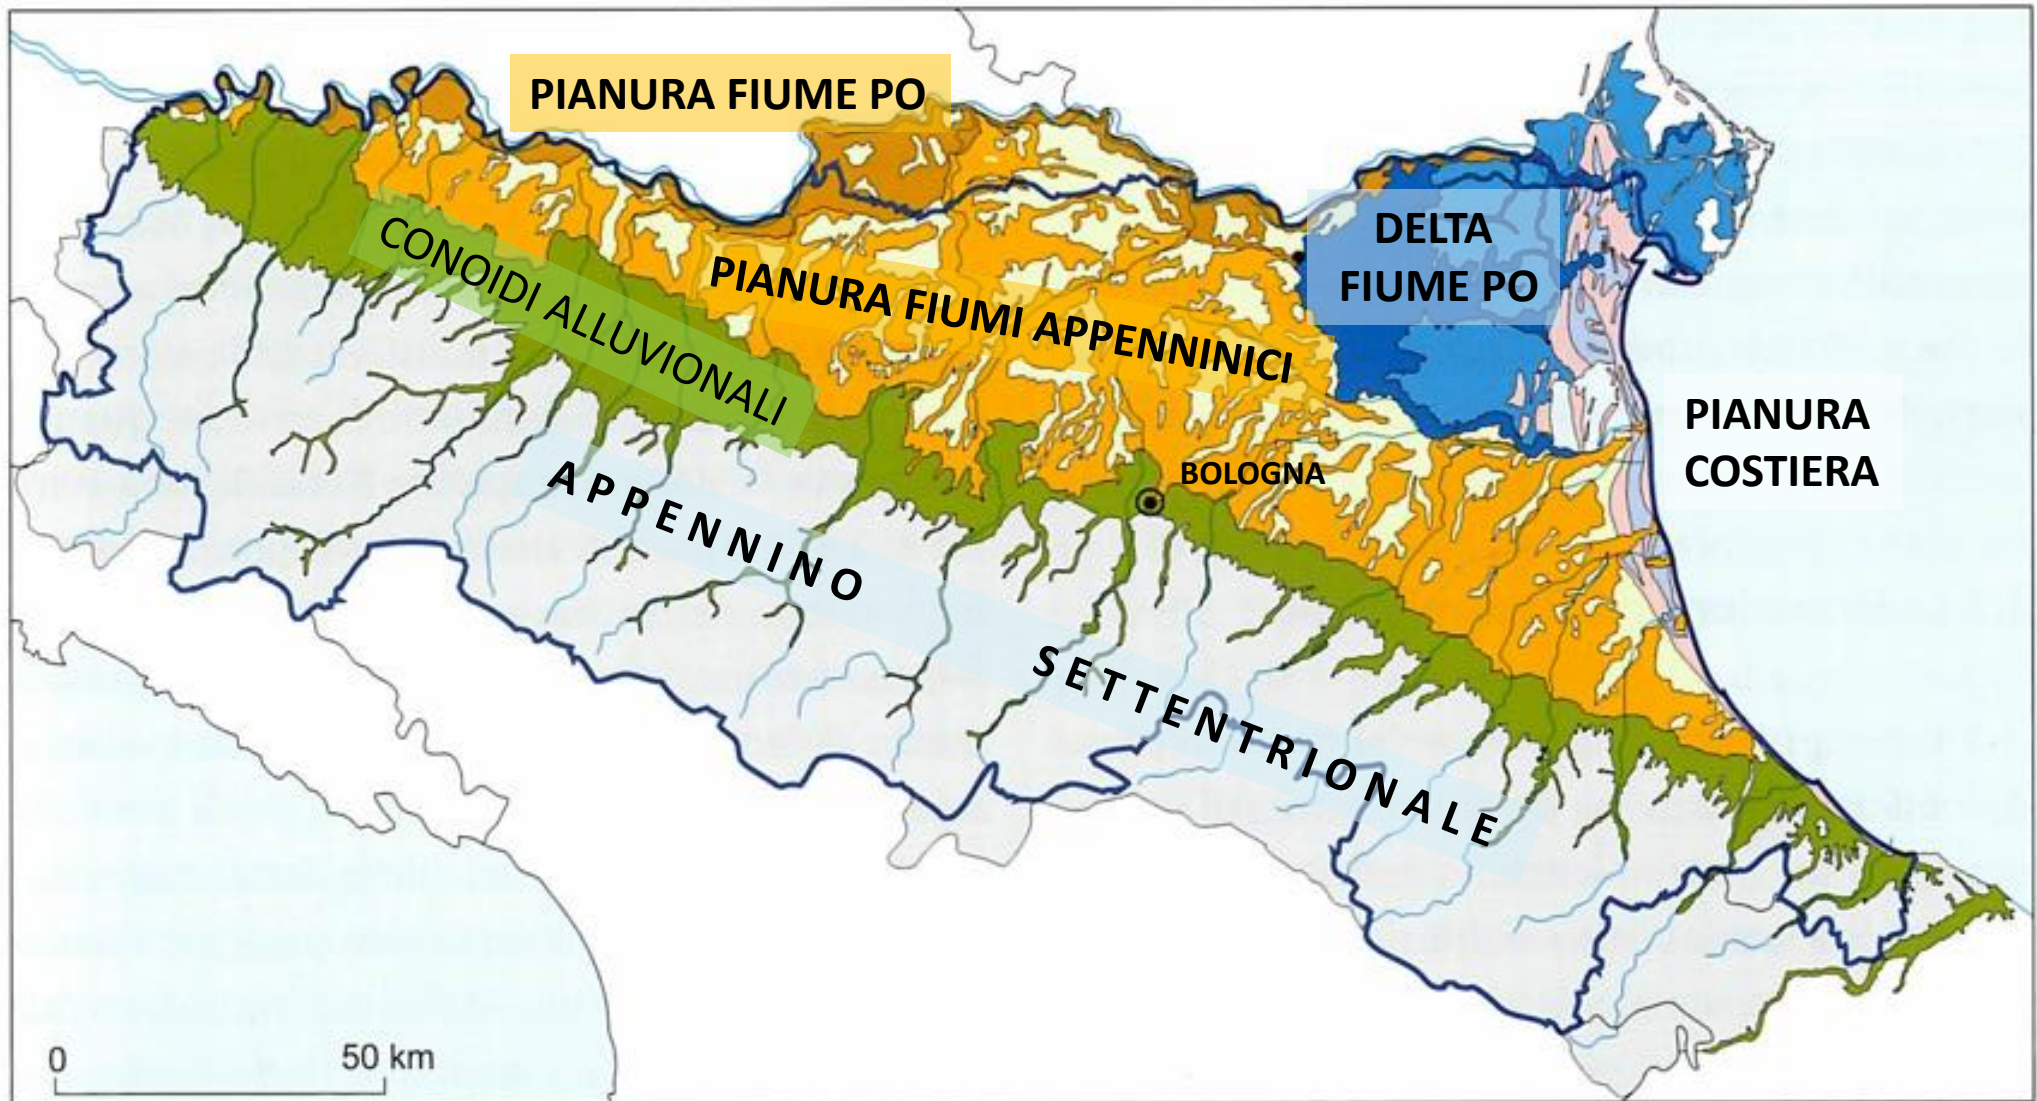 PIANURA FIUME PO
DELTA
FIUME PO
CONOIDI ALLUVIONALI
PIANURA FIUMI APPENNINICI
PIANURA
COSTIERA
BOLOGNA
APPENNINO
SETTENTRIONALE
0 50 km